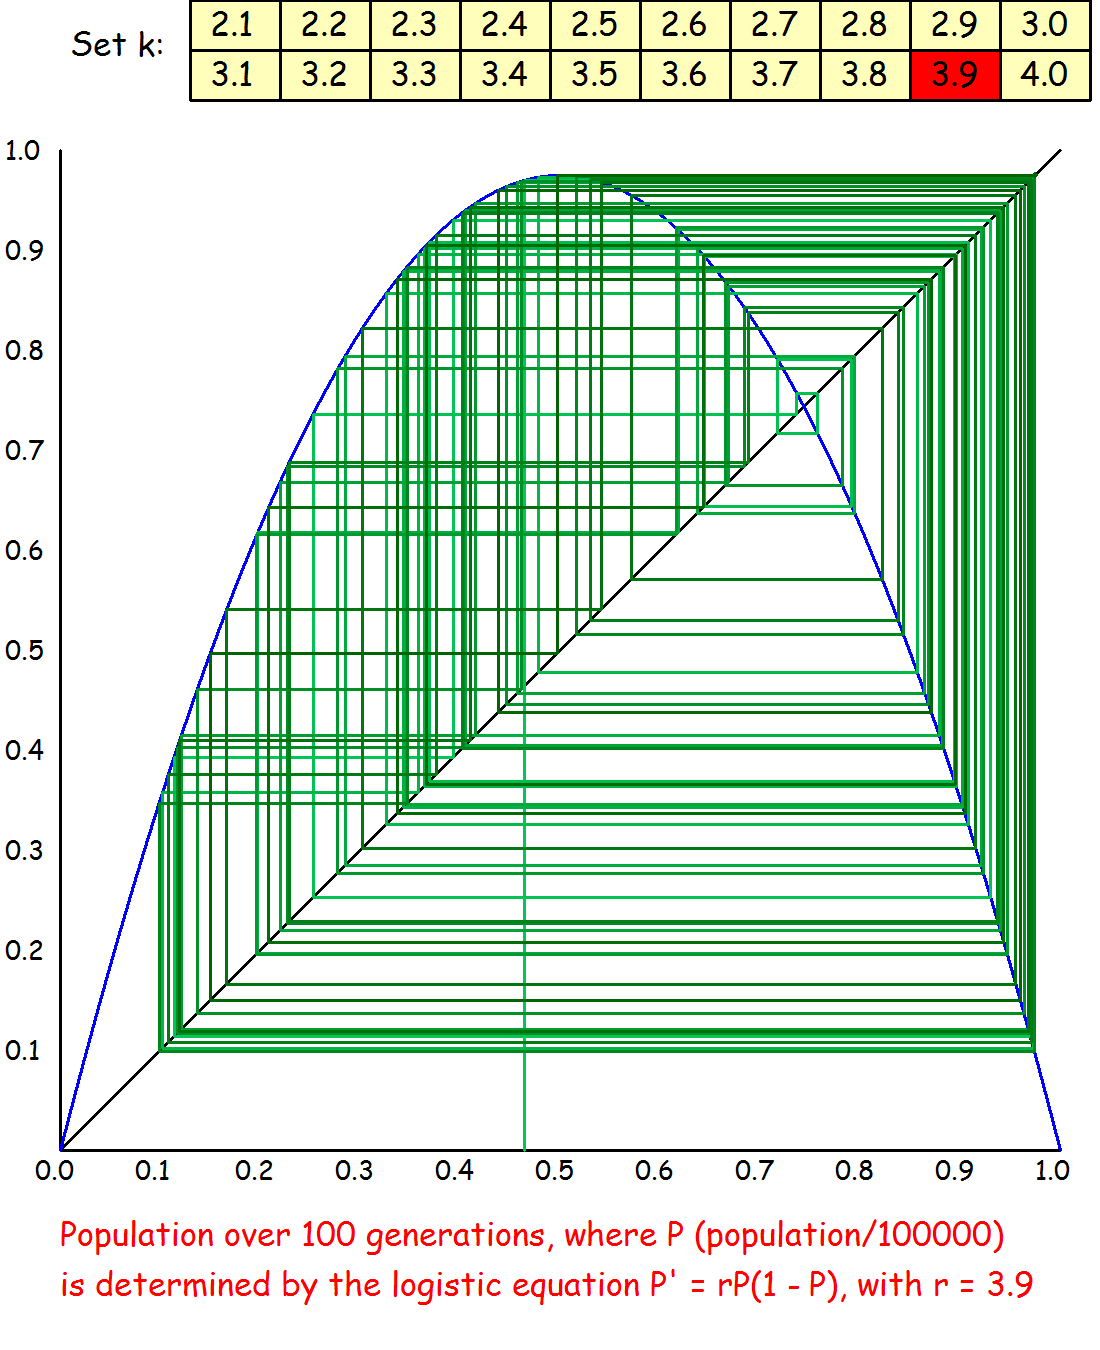 Set k:
2.1 2.2 2.3 2.4 2.5 2.6 2.7 2.8 2.9 3.0
3.1 3.2 3.3 3.4 3.5 3.6 3.7 3.8 3.9 4.0
1.0
0.9
0.8
0.7
0.6
0.5
0.4
0.3
0.2
0.1
0.0 0.1 0.2 0.3 0.4 0.5 0.6 0.7 0.8 0.9 1.0
Population over 100 generations, where P (population/100000)
is determined by the logistic equation P' = rP(1 - P), with r = 3.9